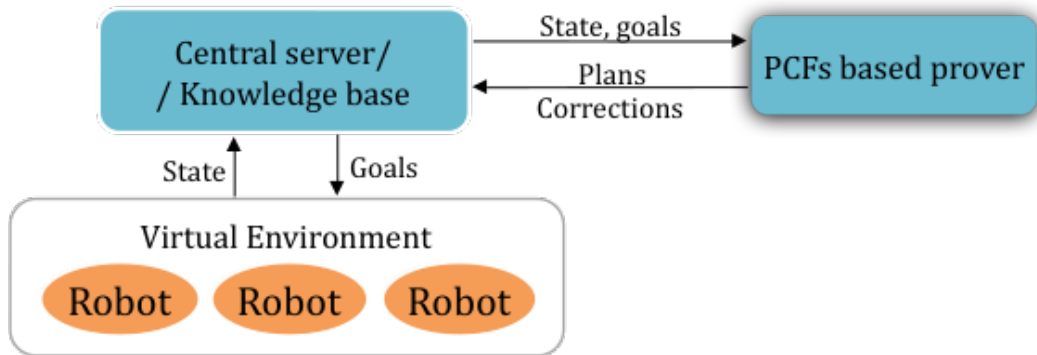 Central server/
/ Knowledge base
State, goals
Plans
Corrections
PCFs based prover
State
Goals
Virtual Environment
Robot
Robot
Robot